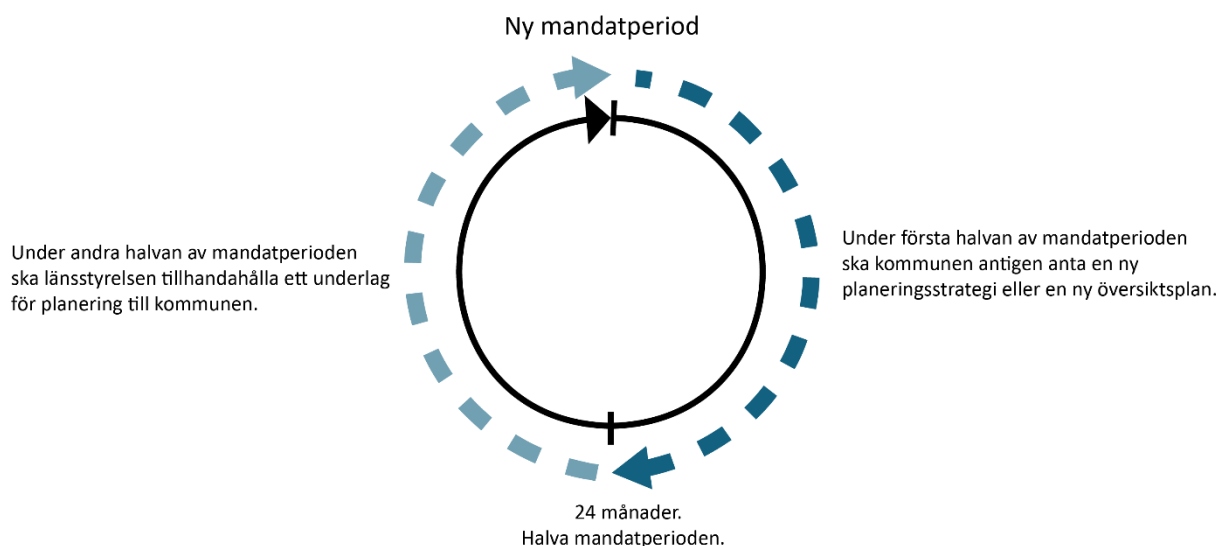 Ny mandatperiod
Under andra halvan av mandatperioden
ska länsstyrelsen tillhandahålla ett underlag
för planering till kommunen.
Under första halvan av mandatperioden
ska kommunen antigen anta en ny
planeringsstrategi eller en ny översiktsplan.
24 månader.
Halva mandatperioden.